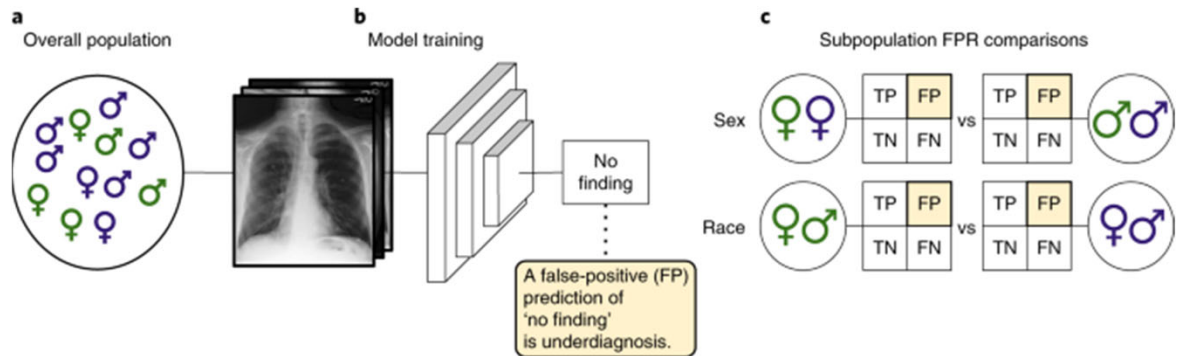 a
Overall population
b
Model training
No
finding
A false-positive (FP)
prediction of
‘no finding’
is underdiagnosis.
c
Subpopulation FPR comparisons
Sex
TP FP
TN FN
vs
TP FP
TN FN
Race
TP FP
TN FN
vs
TP FP
TN FN